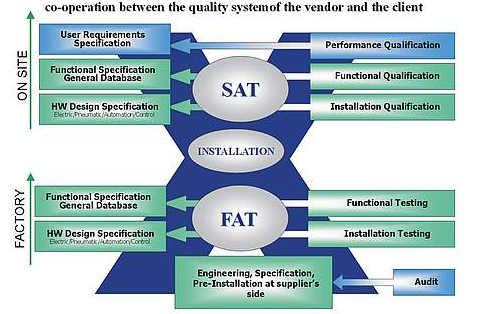 co-operation between the quality systemof the vendor and the client
ON SITE
User Requirements
Specification
Performance Qualification
Functional Specification
General Database
SAT
Functional Qualification
HW Design Specification
Electric/Pneumatic/Automation/Control
Installation Qualification
INSTALLATION
FACTORY
Functional Specification
General Database
FAT
Functional Testing
HW Design Specification
Electric/Pneumatic/Automation/Control
Installation Testing
Engineering, Specification,
Pre-Installation at supplier's
side
Audit